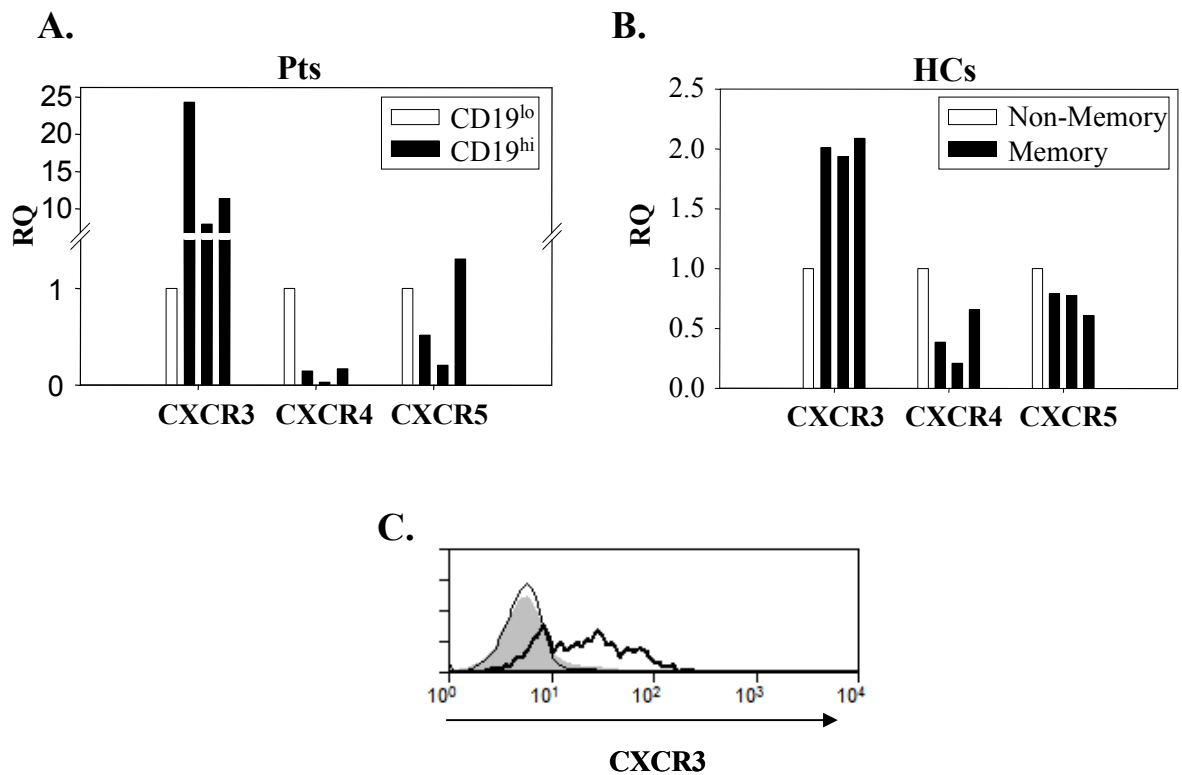 A.
Pts
25
20
15
10
1
0
RQ
CD19lo
CD19hi
CXCR3 CXCR4 CXCR5
B.
HCs
2.5
2.0
1.5
1.0
0.5
0.0
RQ
Non-Memory
Memory
CXCR3 CXCR4 CXCR5
C.
10⁰ 10¹ 10² 10³ 10⁴
CXCR3